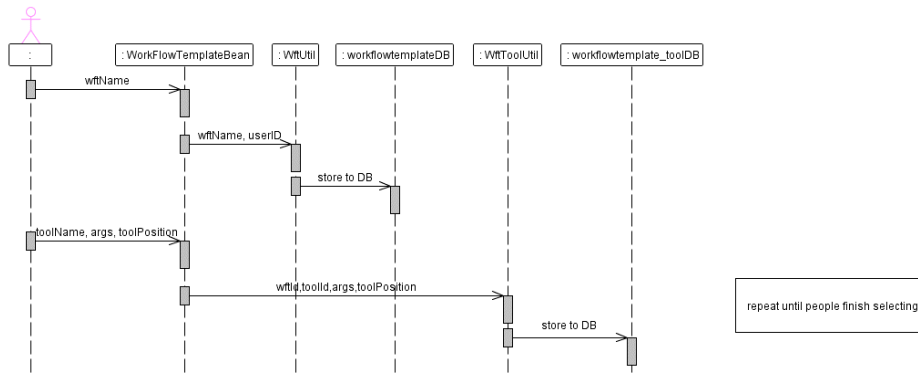 :
: WorkFlowTemplateBean
: WftUtil
: workflowtemplateDB
: WftToolUtil
: workflowtemplate_toolDB
wftName
wftName, userID
store to DB
toolName, args, toolPosition
wftId,toolId,args,toolPosition
repeat until people finish selecting
store to DB